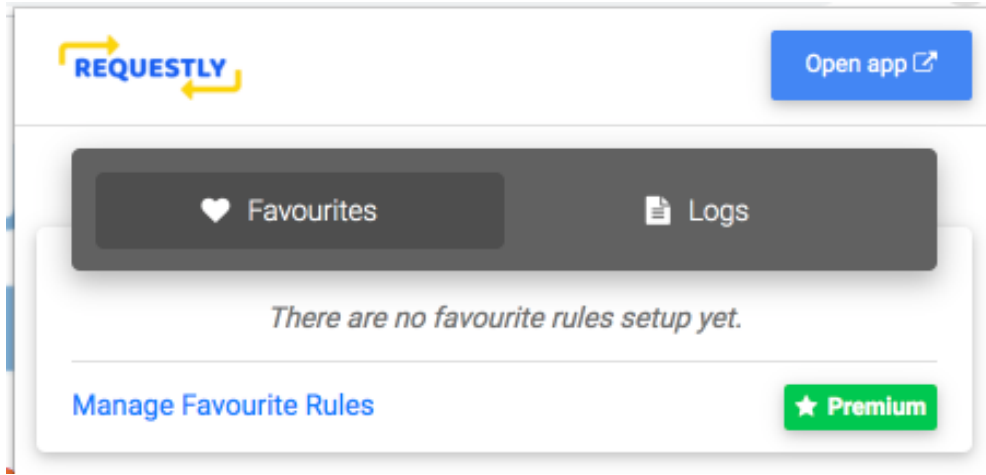 REQUESTLY
Open app
Favourites
Logs
There are no favourite rules setup yet.
Manage Favourite Rules
Premium